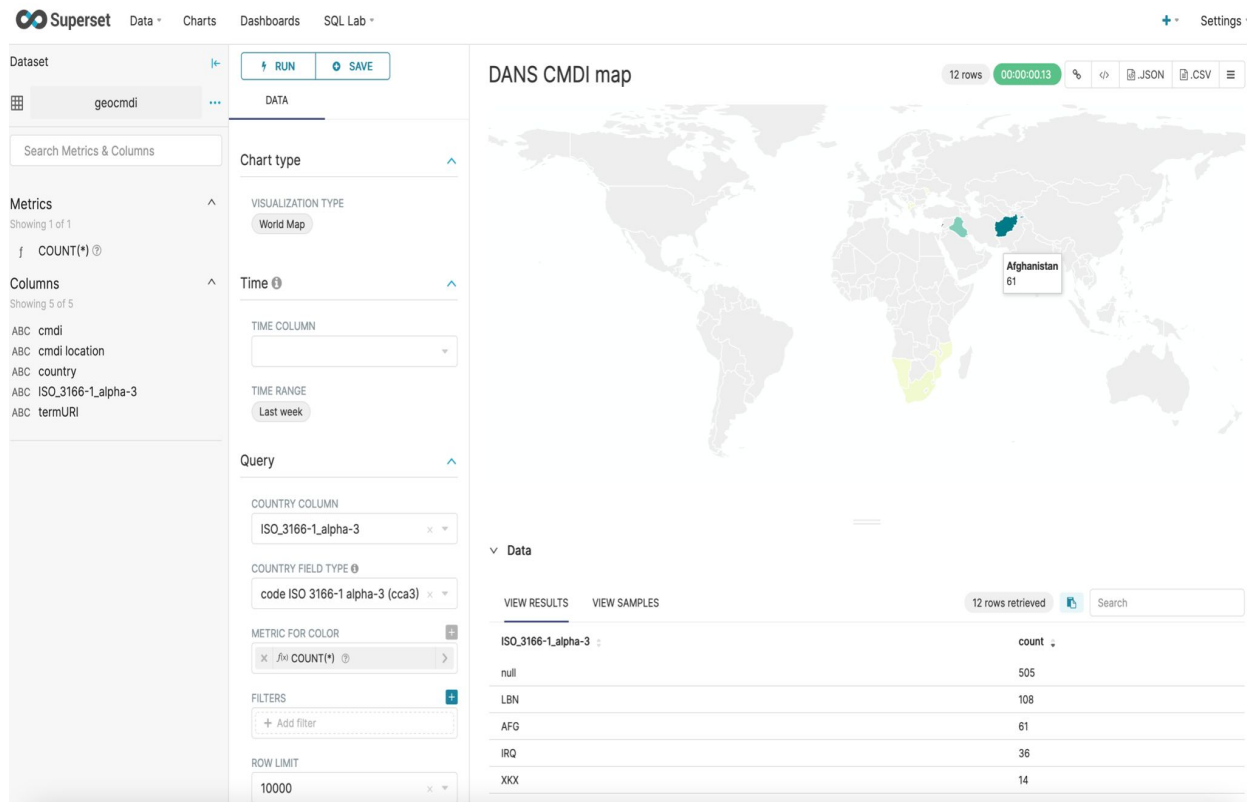 Superset Data Charts Dashboards SQL Lab + Settings
Dataset
geocmdi
Search Metrics & Columns
Metrics
Showing 1 of 1
ƒ COUNT(*)
Columns
Showing 5 of 5
ABC cmdi
ABC cmdi location
ABC country
ABC ISO_3166-1_alpha-3
ABC termURI
RUN SAVE
DATA
Chart type
VISUALIZATION TYPE
World Map
Time
TIME COLUMN
TIME RANGE
Last week
Query
COUNTRY COLUMN
ISO_3166-1_alpha-3
COUNTRY FIELD TYPE
code ISO 3166-1 alpha-3 (cca3)
METRIC FOR COLOR
f(x) COUNT(*)
FILTERS
+ Add filter
ROW LIMIT
10000
DANS CMDI map
12 rows 00:00:00.13 </> .JSON .CSV
Afghanistan
61
Data
VIEW RESULTS VIEW SAMPLES 12 rows retrieved Search
ISO_3166-1_alpha-3 count
null 505
LBN 108
AFG 61
IRQ 36
XKX 14